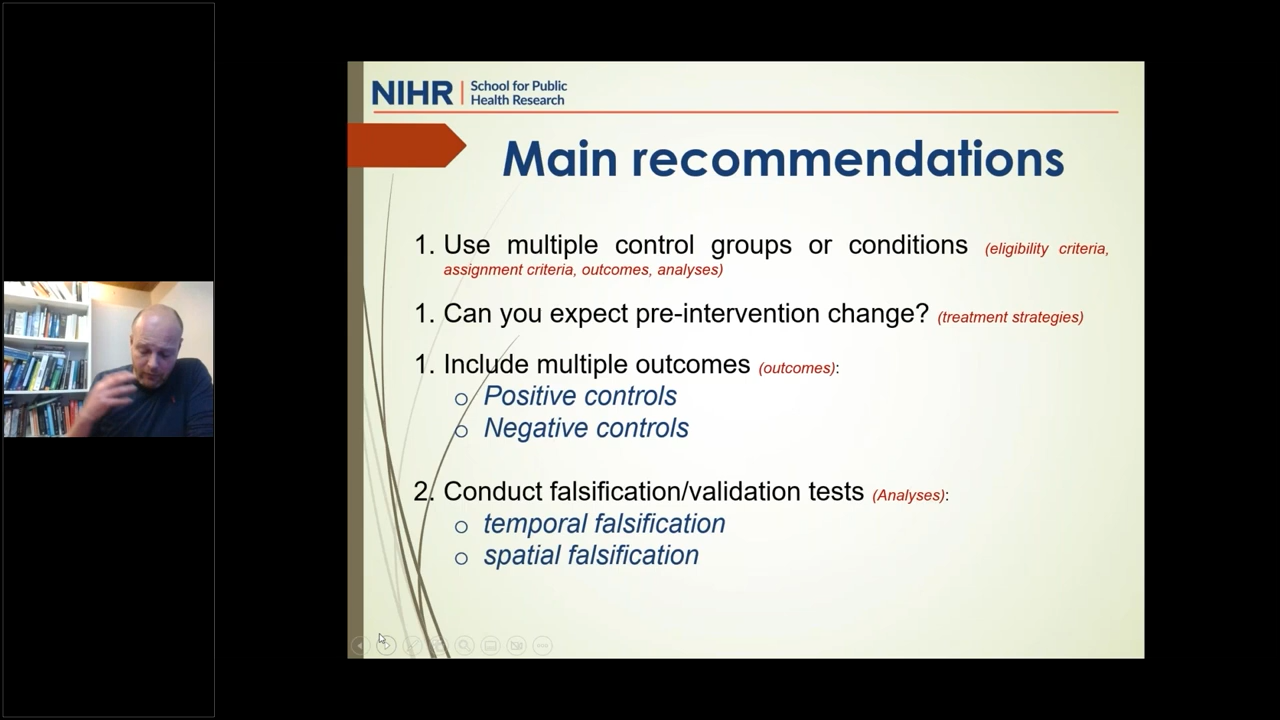 NIHR | School for Public
Health Research
Main recommendations
1. Use multiple control groups or conditions (eligibility criteria,
assignment criteria, outcomes, analyses)
1. Can you expect pre-intervention change? (treatment strategies)
1. Include multiple outcomes (outcomes):
o Positive controls
o Negative controls
2. Conduct falsification/validation tests (Analyses):
o temporal falsification
o spatial falsification